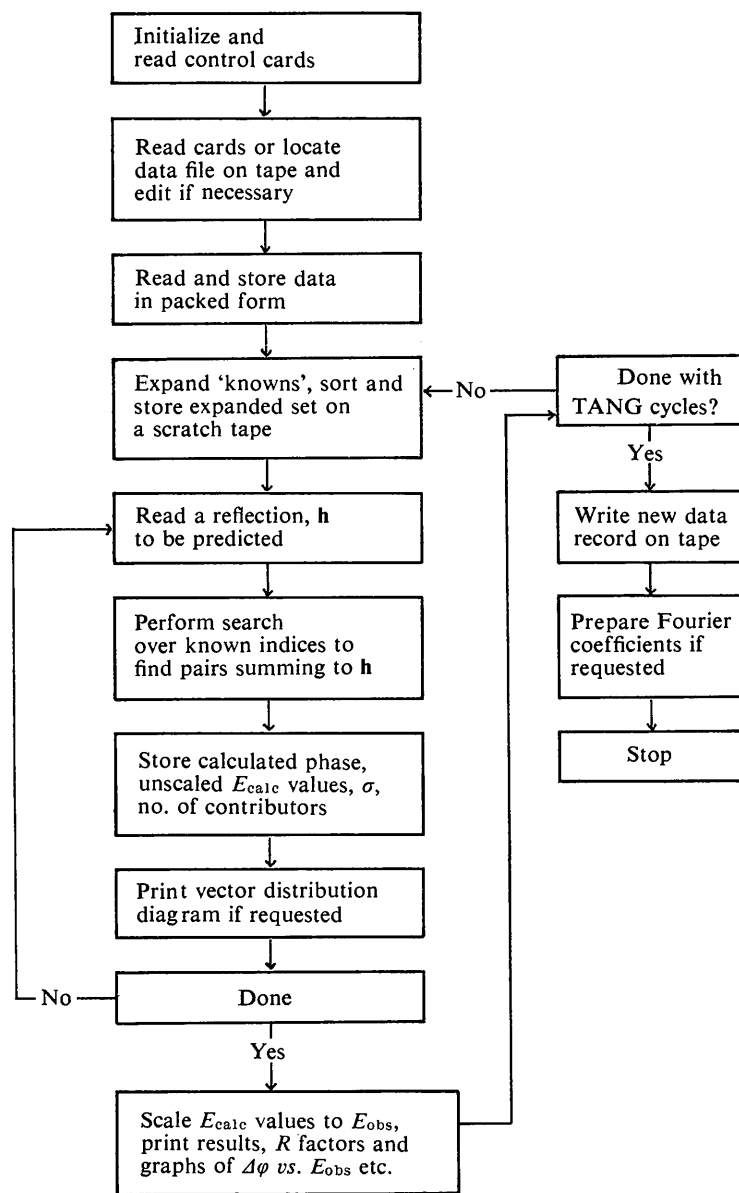 Initialize and
read control cards
Read cards or locate
data file on tape and
edit if necessary
Read and store data
in packed form
Expand 'knowns', sort and
store expanded set on
a scratch tape
No
Done with
TANG cycles?
Yes
Read a reflection, h
to be predicted
Write new data
record on tape
Perform search
over known indices to
find pairs summing to h
Prepare Fourier
coefficients if
requested
Store calculated phase,
unscaled Ecalc values, σ,
no. of contributors
Stop
Print vector distribution
diagram if requested
No
Done
Yes
Scale Ecalc values to Eobs,
print results, R factors and
graphs of Δφ vs. Eobs etc.